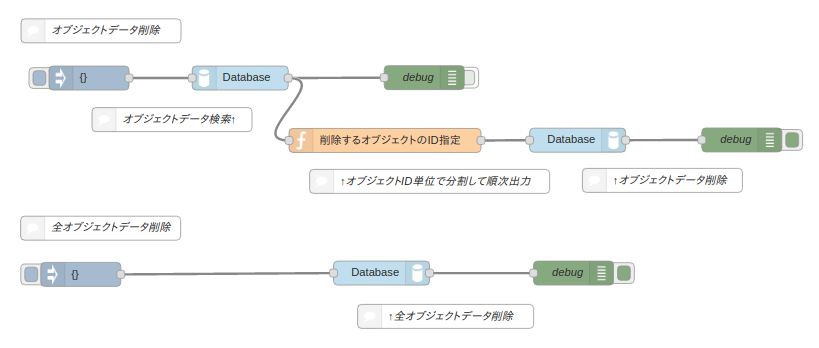 オブジェクトデータ削除
{}
Database
debug
オブジェクトデータ検索↑
削除するオブジェクトのID指定
Database
debug
↑オブジェクトID単位で分割して順次出力
↑オブジェクトデータ削除
全オブジェクトデータ削除
{}
Database
debug
↑全オブジェクトデータ削除